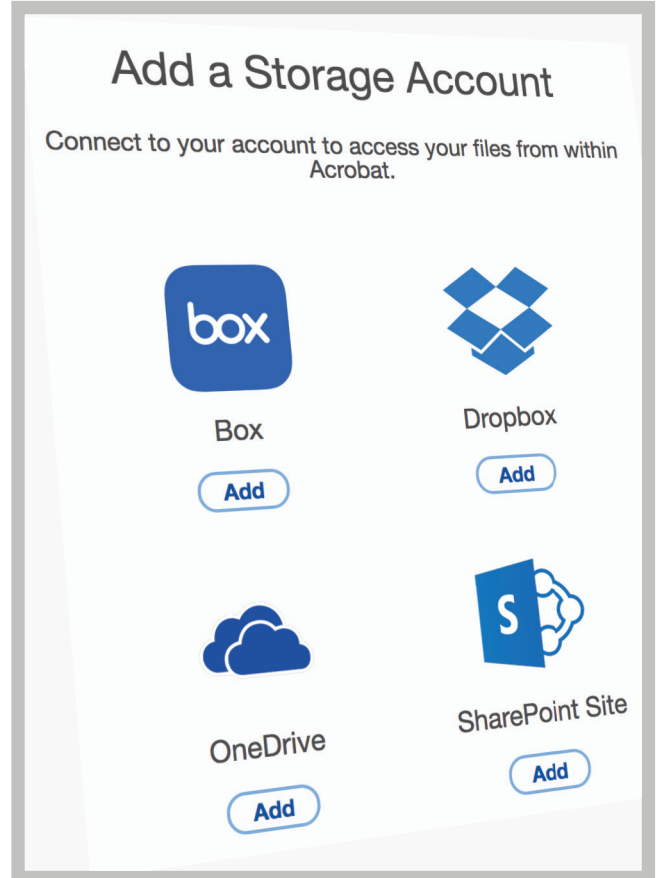 Add a Storage Account
Connect to your account to access your files from within
Acrobat.
box
Box
Add
Dropbox
Add
S
OneDrive
Add
SharePoint Site
Add